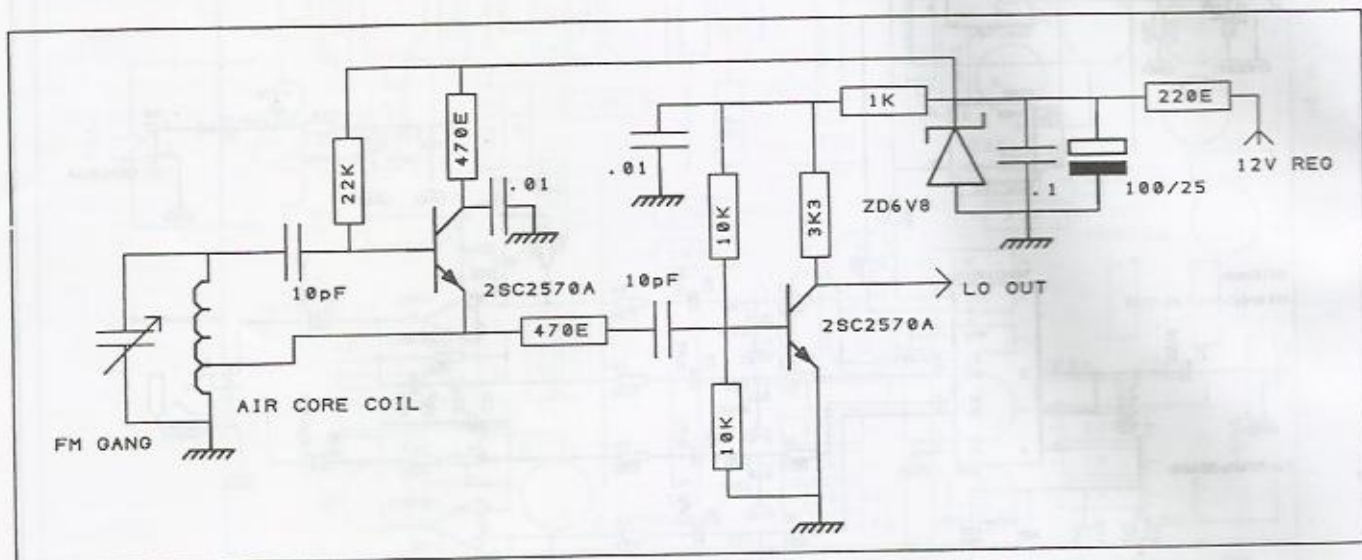 470E
1K
220E
22K
.01
.01
12V REG
.1
100/25
ZD6V8
10K
3K3
10pF
2SC2570A
10pF
LO OUT
470E
2SC2570A
AIR CORE COIL
10K
FM GANG